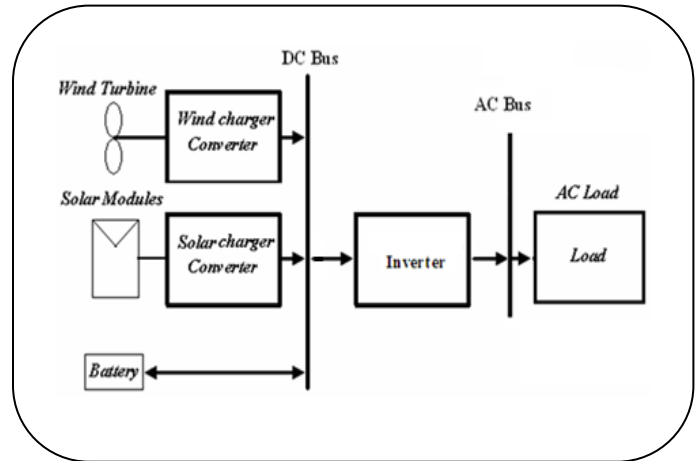 DC Bus
Wind Turbine
Wind charger
Converter
AC Bus
Solar Modules
AC Load
Solar charger
Converter
Inverter
Load
Battery